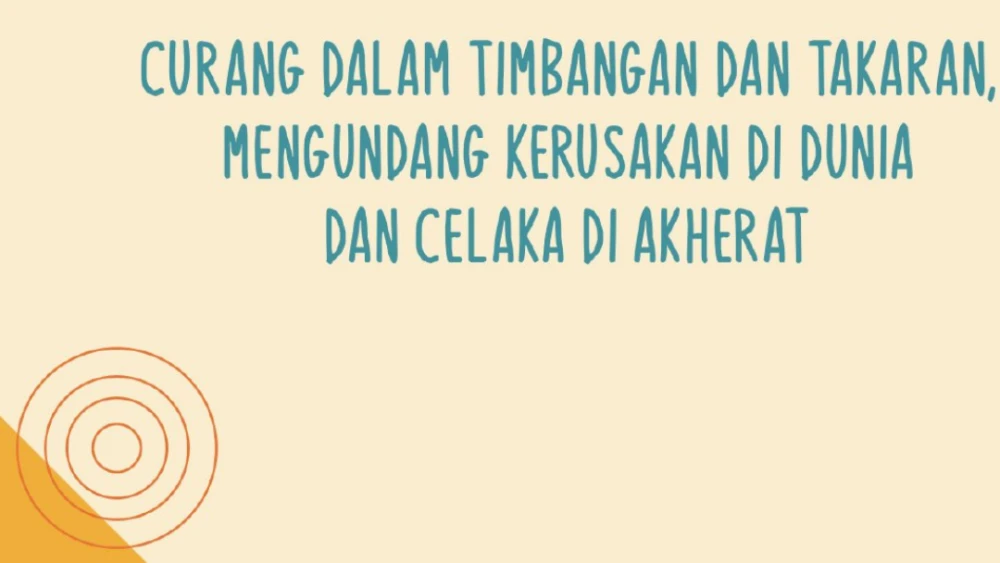 CURANG DALAM TIMBANGAN DAN TAKARAN,
MENGUNDANG KERUSAKAN DI DUNIA
DAN CELAKA DI AKHERAT